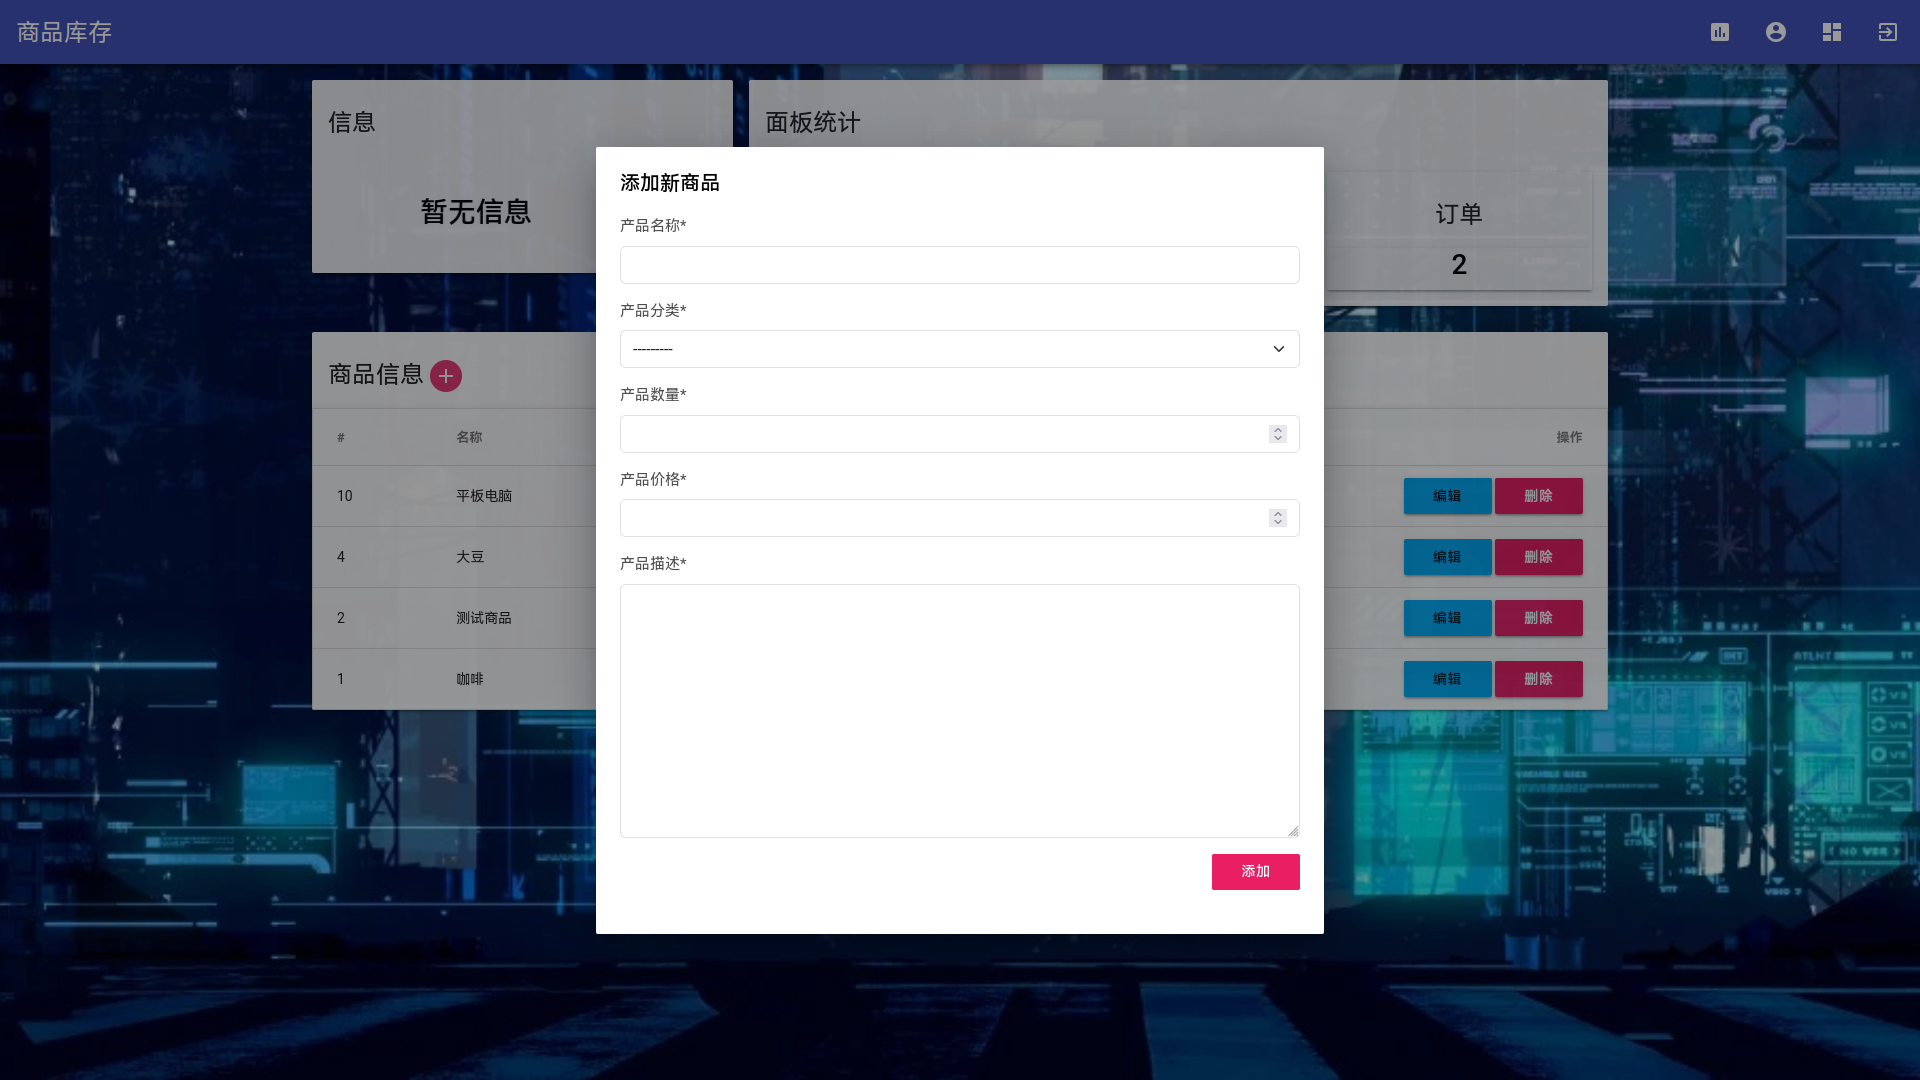 商品库存
信息
面板统计
暂无信息
订单
2
商品信息
# 名称 操作
10 平板电脑 编辑 删除
4 大豆 编辑 删除
2 测试商品 编辑 删除
1 咖啡 编辑 删除
添加新商品
产品名称*
产品分类*
---------
产品数量*
产品价格*
产品描述*
添加